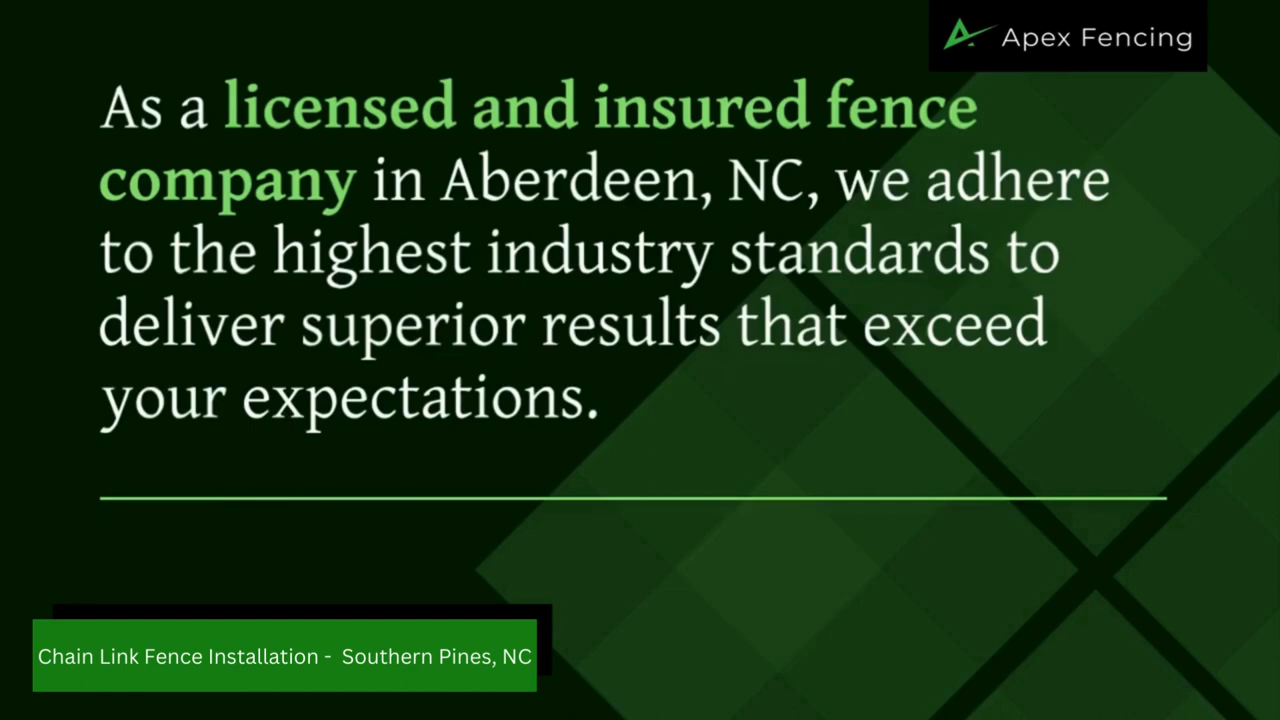 Apex Fencing
As a licensed and insured fence
company in Aberdeen, NC, we adhere
to the highest industry standards to
deliver superior results that exceed
your expectations.
Chain Link Fence Installation - Southern Pines, NC